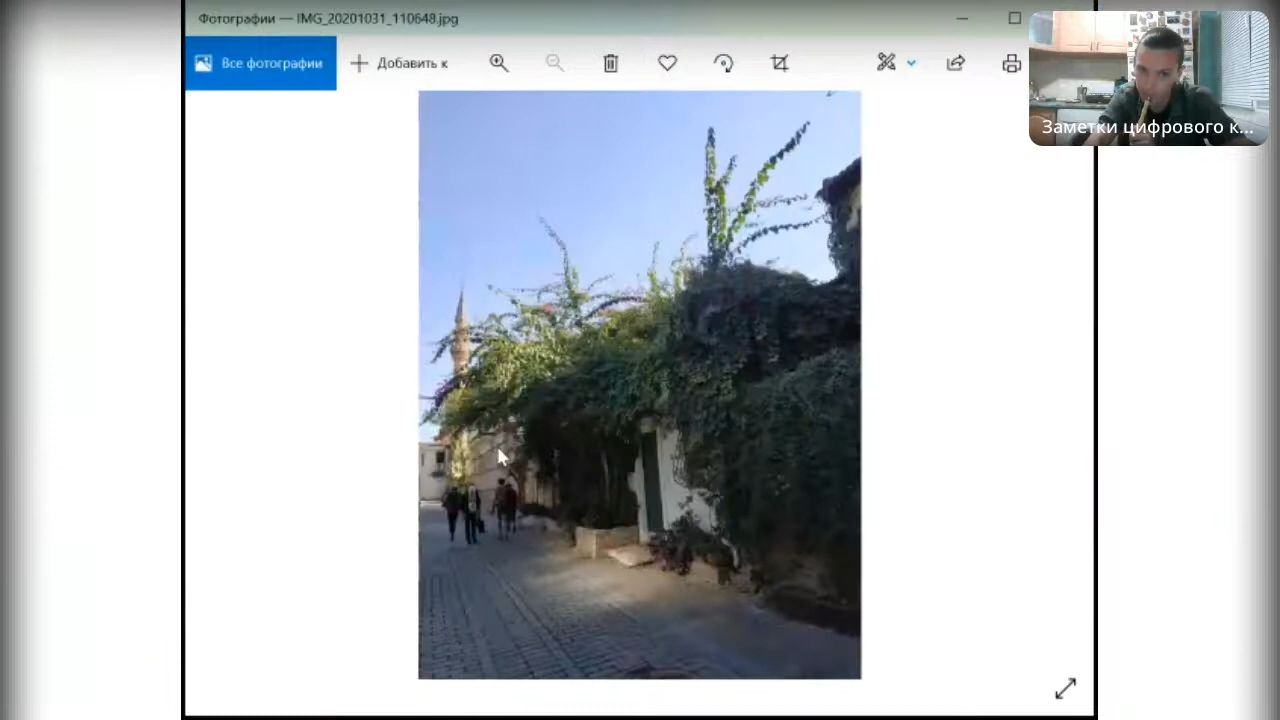 Фотографии — IMG_20201031_110648.jpg
Все фотографии
Добавить к
Заметки цифрового к...